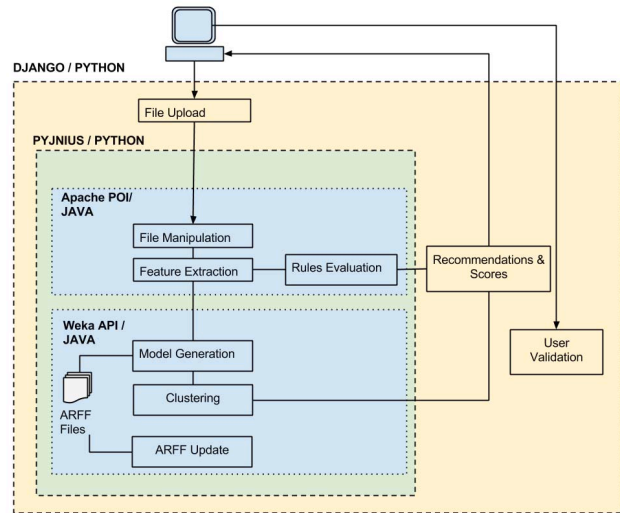 DJANGO / PYTHON
File Upload
PYJNIUS / PYTHON
Apache POI/
JAVA
File Manipulation
Feature Extraction
Rules Evaluation
Recommendations &
Scores
Weka API /
JAVA
Model Generation
User
Validation
Clustering
ARFF
Files
ARFF Update